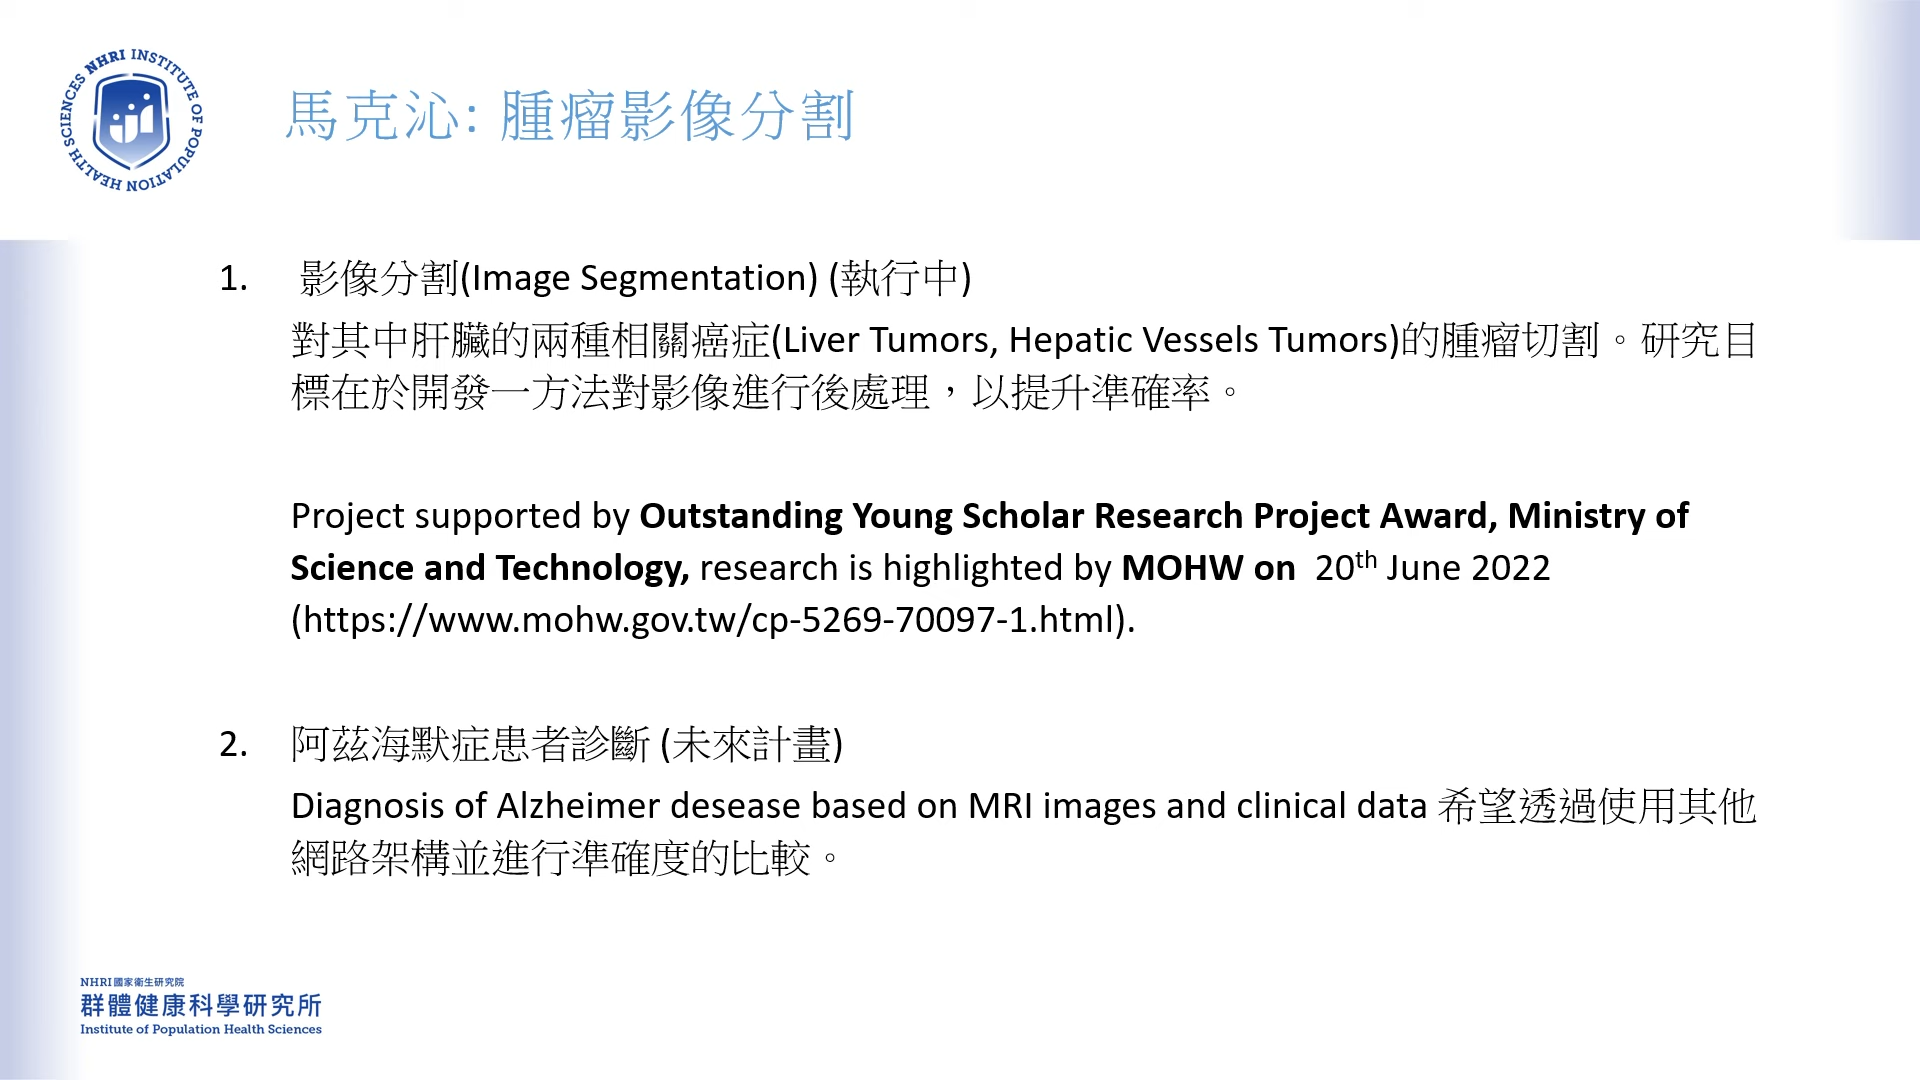 NHRI INSTITUTE OF POPULATION HEALTH SCIENCES
馬克沁: 腫瘤影像分割
1. 影像分割(Image Segmentation) (執行中)
對其中肝臟的兩種相關癌症(Liver Tumors, Hepatic Vessels Tumors)的腫瘤切割。研究目
標在於開發一方法對影像進行後處理，以提升準確率。
Project supported by Outstanding Young Scholar Research Project Award, Ministry of
Science and Technology, research is highlighted by MOHW on 20th June 2022
(https://www.mohw.gov.tw/cp-5269-70097-1.html).
2. 阿茲海默症患者診斷 (未來計畫)
Diagnosis of Alzheimer desease based on MRI images and clinical data 希望透過使用其他
網路架構並進行準確度的比較。
NHRI 國家衛生研究院
群體健康科學研究所
Institute of Population Health Sciences